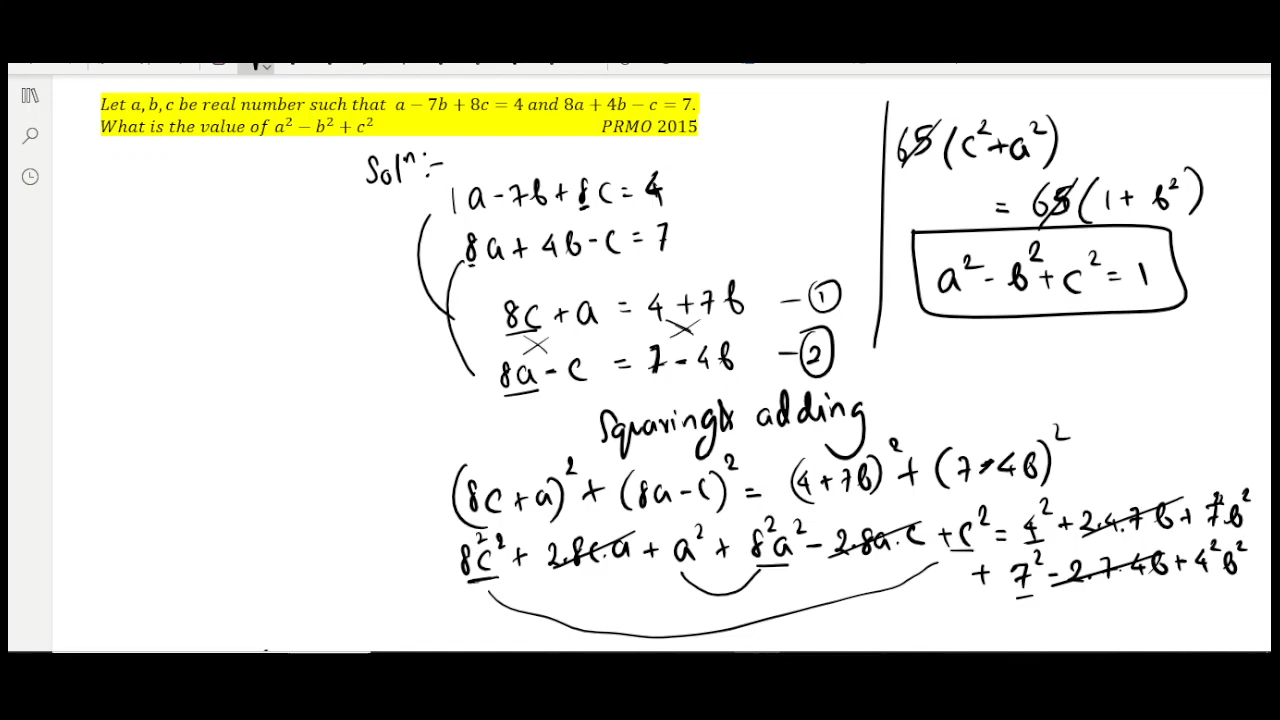 Let a, b, c be real number such that a − 7b + 8c = 4 and 8a + 4b − c = 7.
What is the value of a² − b² + c² PRMO 2015
Solⁿ:-
1a-7b+8c=4
8a+4b-c=7
8c+a = 4+7b -①
8a-c = 7-4b -②
Squaring & adding
(8c+a)²+(8a-c)² = (4+7b)²+(7-4b)²
8²c²+2.8c.a+a²+8²a²-2.8a.c+c²=4²+2.4.7b+7²b²
+7²-2.7.4b+4²b²
65(c²+a²)
= 65(1+b²)
a²-b²+c²=1